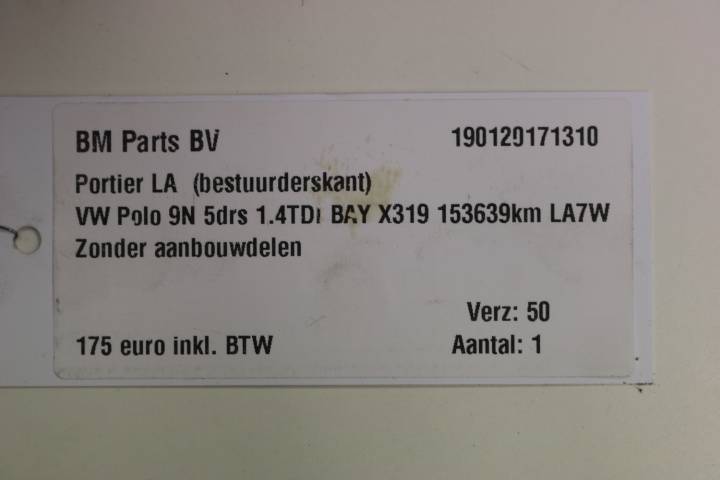 BM Parts BV 190120171310
Portier LA (bestuurderskant)
VW Polo 9N 5drs 1.4TDI BAY X319 153639km LA7W
Zonder aanbouwdelen
Verz: 50
175 euro inkl. BTW Aantal: 1